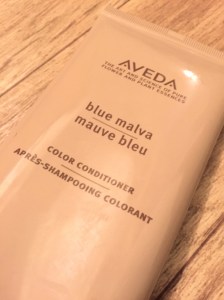 AVEDA
THE ART AND SCIENCE OF PURE
FLOWER AND PLANT ESSENCES
blue malva
mauve bleu
COLOR CONDITIONER
APRÈS-SHAMPOOING COLORANT